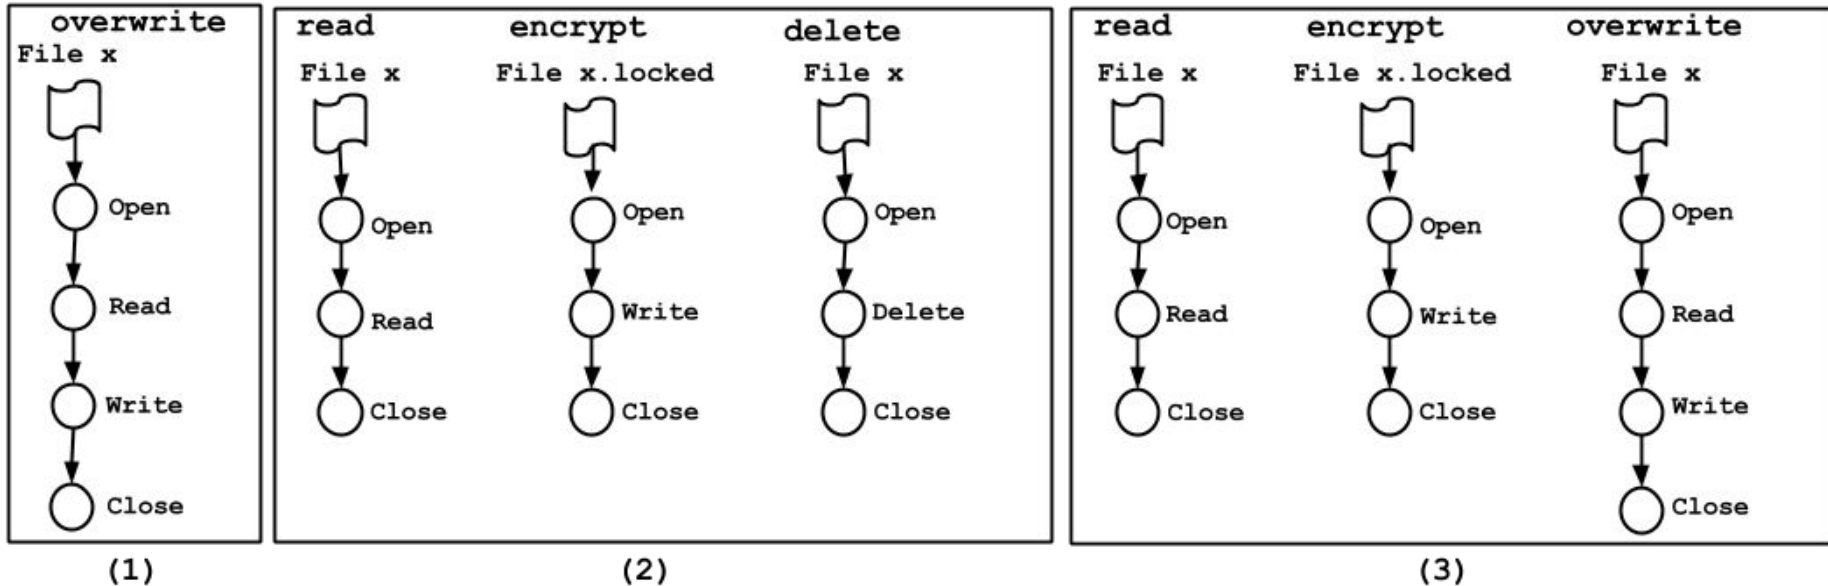 overwrite
File x
Open
Read
Write
Close
(1)
read
File x
Open
Read
Close
encrypt
File x.locked
Open
Write
Close
delete
File x
Open
Delete
Close
(2)
read
File x
Open
Read
Close
encrypt
File x.locked
Open
Write
Close
overwrite
File x
Open
Read
Write
Close
(3)